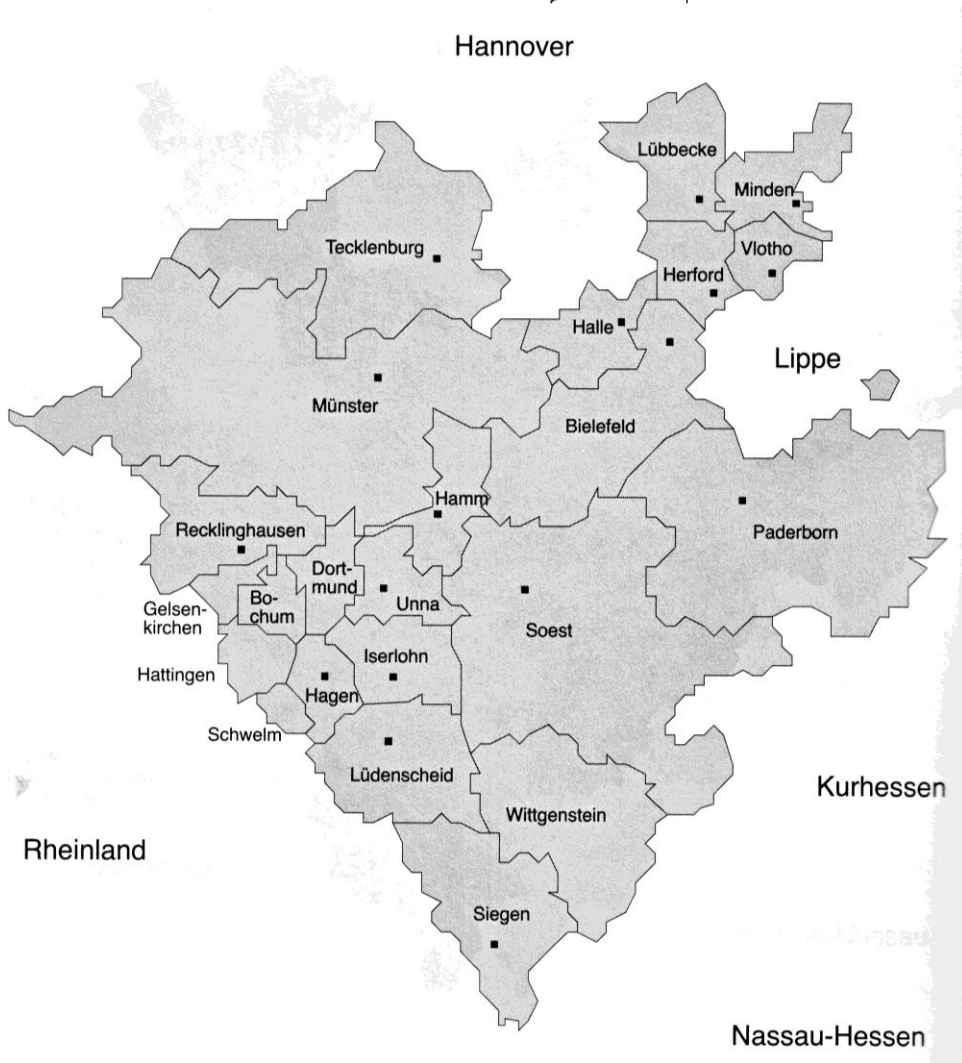 Hannover
Lübbecke
Minden
Tecklenburg
Vlotho
Herford
Halle
Lippe
Münster
Bielefeld
Hamm
Recklinghausen
Paderborn
Dort-
mund
Bo-
chum
Unna
Gelsen-
kirchen
Soest
Iserlohn
Hattingen
Hagen
Schwelm
Lüdenscheid
Kurhessen
Wittgenstein
Rheinland
Siegen
Nassau-Hessen